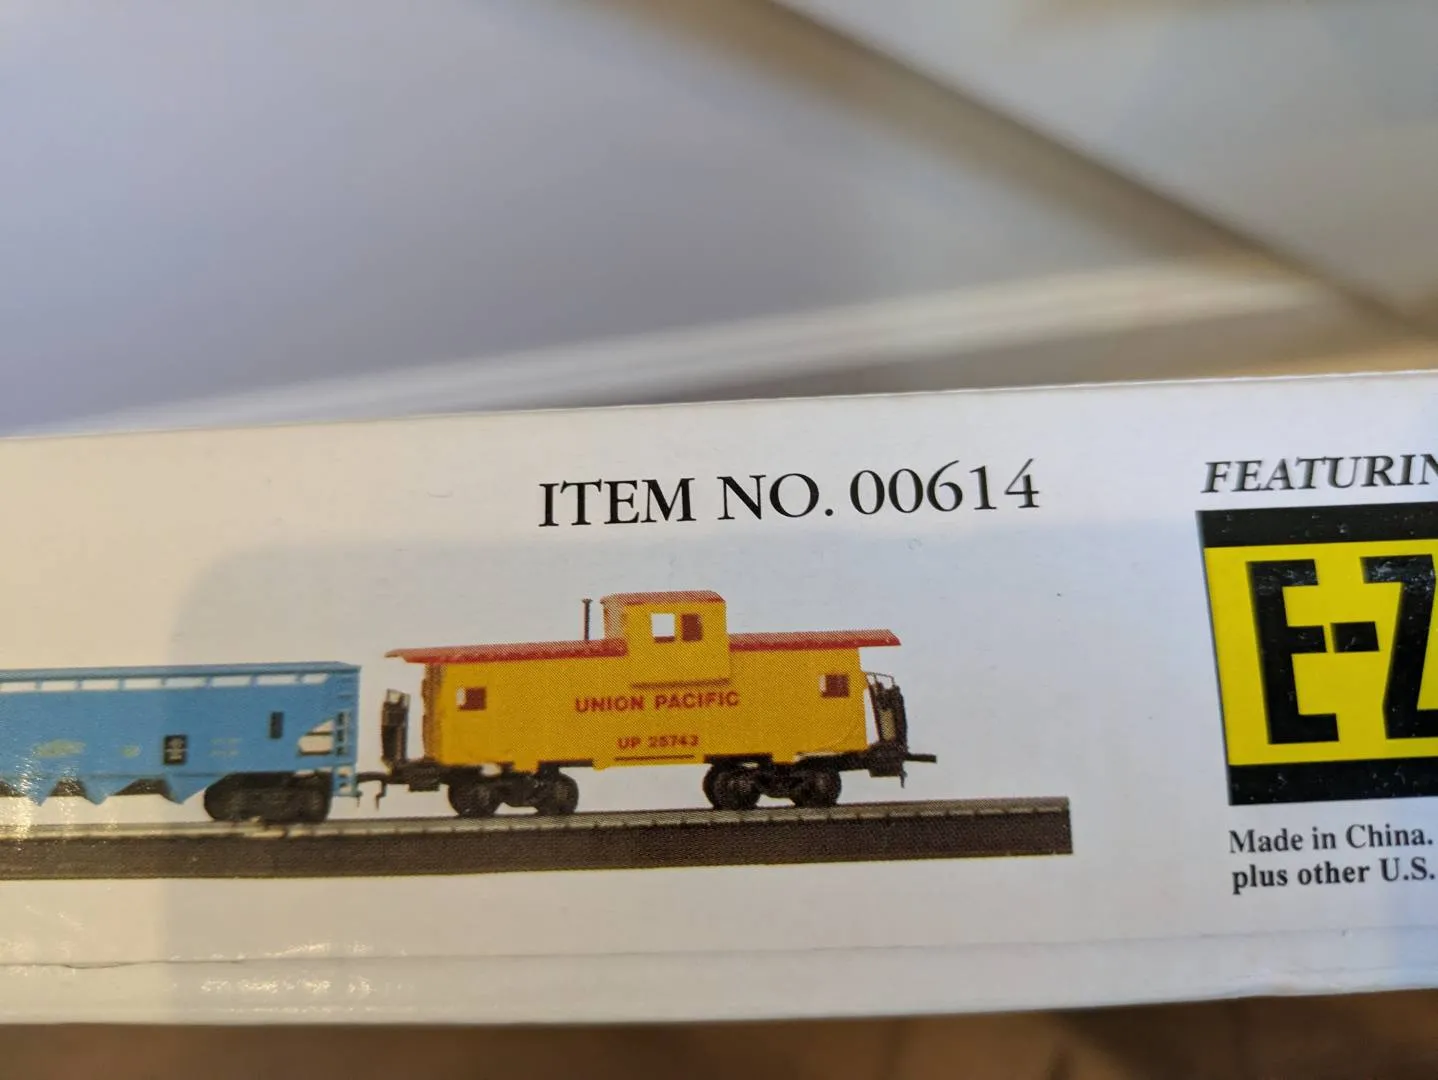 ITEM NO. 00614
UNION PACIFIC
UP 25743
FEATURIN
E-Z
Made in China.
plus other U.S.